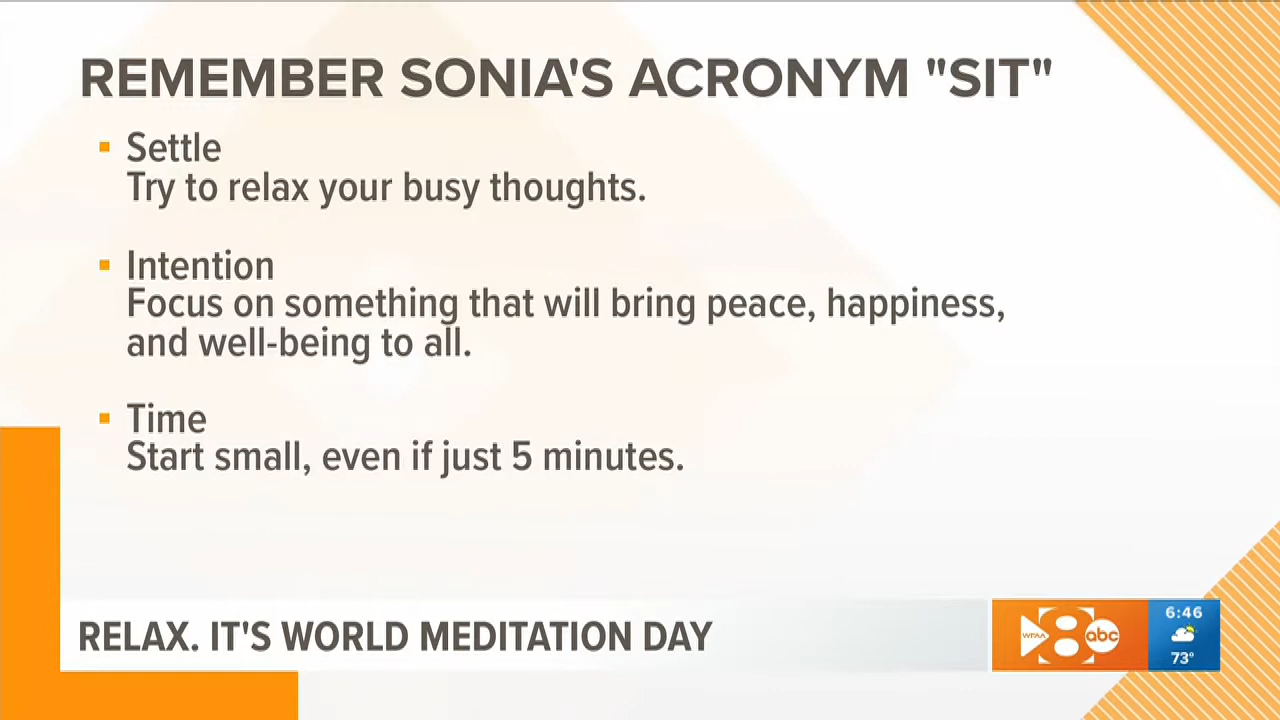 REMEMBER SONIA'S ACRONYM "SIT"
Settle
Try to relax your busy thoughts.
Intention
Focus on something that will bring peace, happiness,
and well-being to all.
Time
Start small, even if just 5 minutes.
RELAX. IT'S WORLD MEDITATION DAY
WFAA 8 abc
6:46
73°